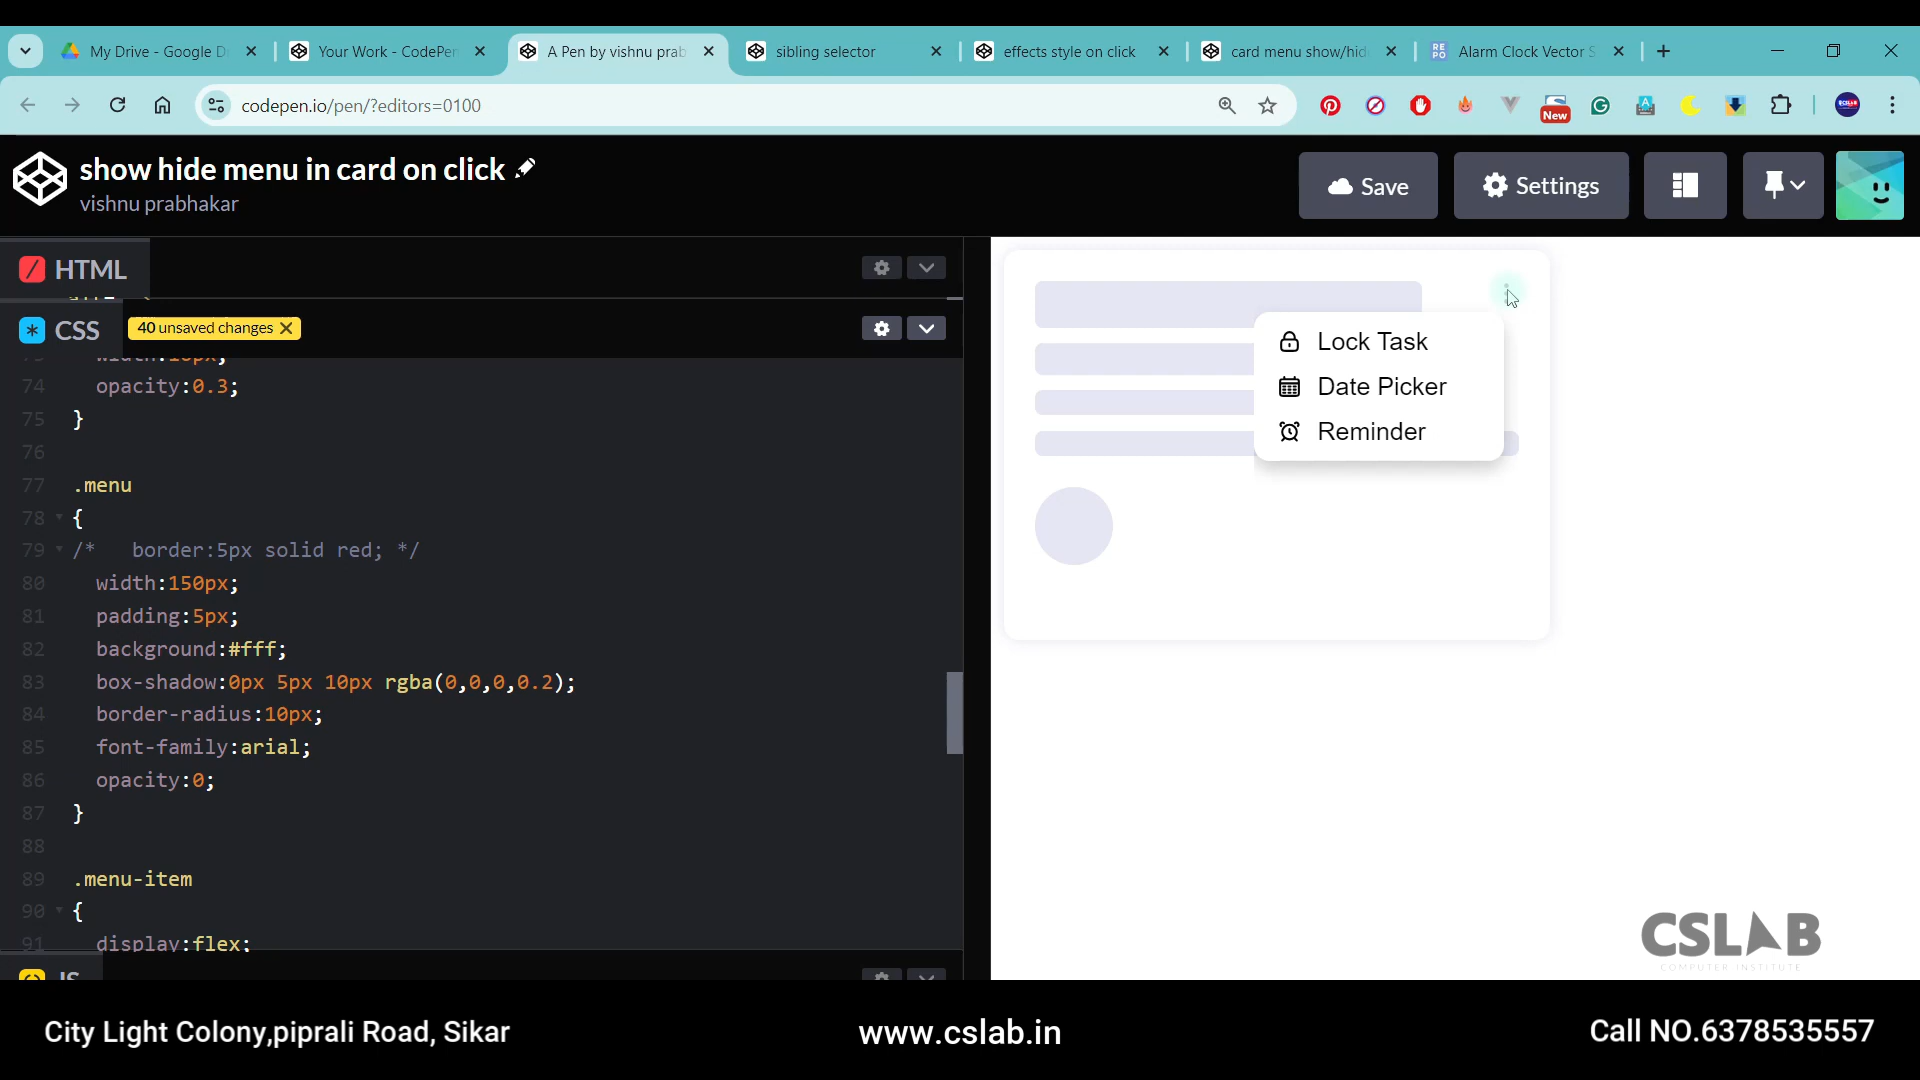 My Drive - Google D
Your Work - CodePen
A Pen by vishnu prab
sibling selector
effects style on click
card menu show/hid
REPO
Alarm Clock Vector S
codepen.io/pen/?editors=0100
New
show hide menu in card on click
vishnu prabhakar
Save
Settings
HTML
CSS
40 unsaved changes
74 opacity:0.3;
75 }
76
77 .menu
78 {
79 /* border:5px solid red; */
80 width:150px;
81 padding:5px;
82 background:#fff;
83 box-shadow:0px 5px 10px rgba(0,0,0,0.2);
84 border-radius:10px;
85 font-family:arial;
86 opacity:0;
87 }
88
89 .menu-item
90 {
91 display:flex;
JS
Lock Task
Date Picker
Reminder
CSLAB
COMPUTER INSTITUTE
City Light Colony,piprali Road, Sikar
www.cslab.in
Call NO.6378535557